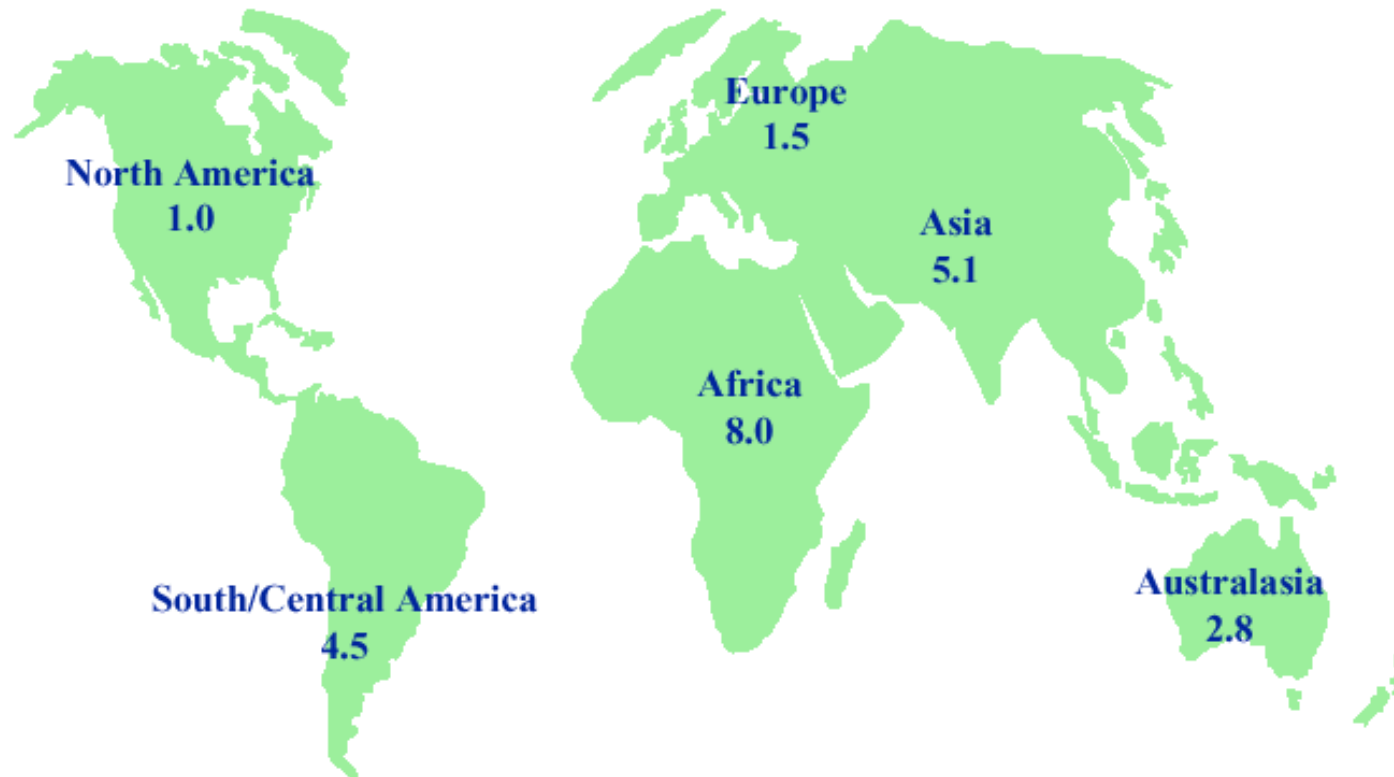 Europe
1.5
North America
1.0
Asia
5.1
Africa
8.0
South/Central America
4.5
Australasia
2.8